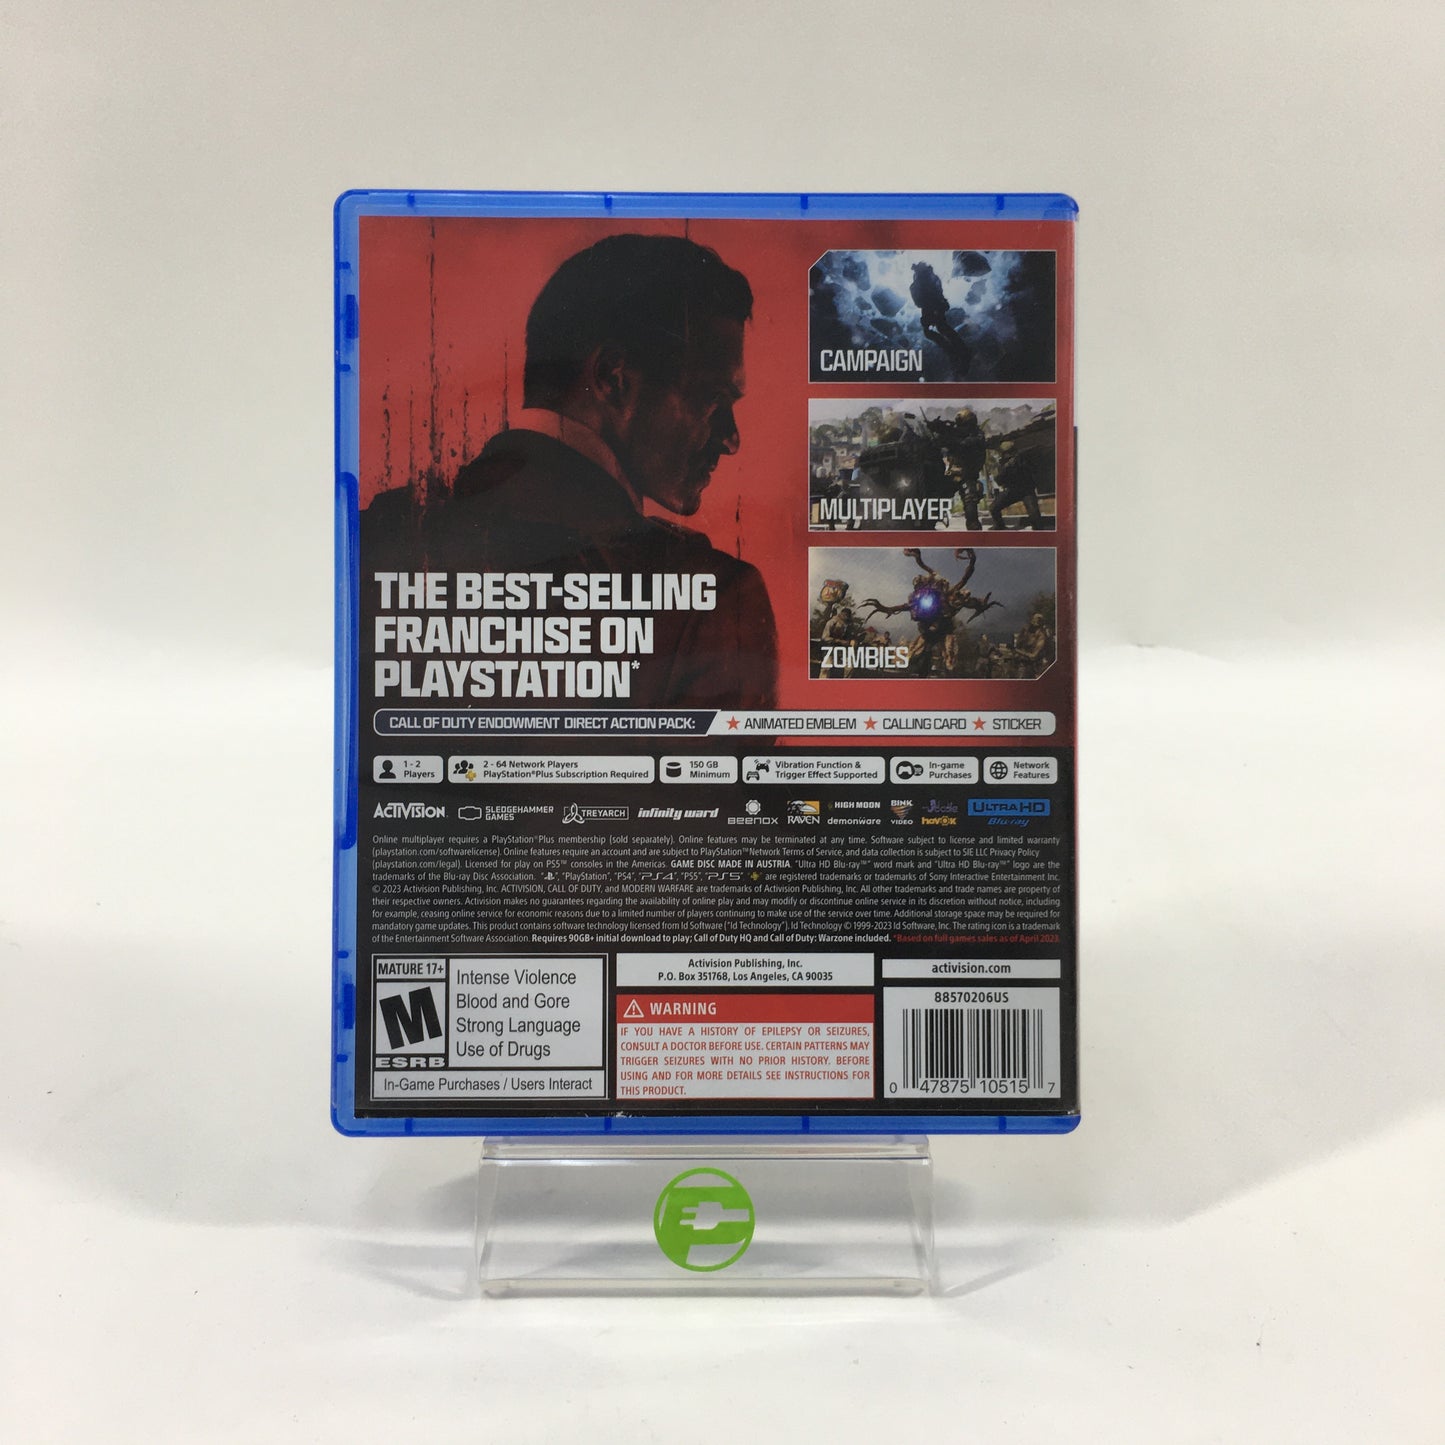 CAMPAIGN
MULTIPLAYER
ZOMBIES
THE BEST-SELLING
FRANCHISE ON
PLAYSTATION*
CALL OF DUTY ENDOWMENT DIRECT ACTION PACK: ★ ANIMATED EMBLEM ★ CALLING CARD ★ STICKER
1 - 2
Players
2 - 64 Network Players
PlayStation®Plus Subscription Required
150 GB
Minimum
Vibration Function &
Trigger Effect Supported
In-game
Purchases
Network
Features
ACTIVISION
SLEDGEHAMMER
GAMES
TREYARCH
infinity ward
BEENOX
RAVEN
HIGH MOON
demonware
BINK
VIDEO
havok
ULTRA HD
Blu-ray
Online multiplayer requires a PlayStation®Plus membership (sold separately). Online features may be terminated at any time. Software subject to license and limited warranty
(playstation.com/softwarelicense). Online features require an account and are subject to PlayStation™Network Terms of Service, and data collection is subject to SIE LLC Privacy Policy
(playstation.com/legal). Licensed for play on PS5™ consoles in the Americas. GAME DISC MADE IN AUSTRIA. "Ultra HD Blu-ray™" word mark and "Ultra HD Blu-ray™" logo are the
trademarks of the Blu-ray Disc Association. "PlayStation", "PS4", "PS4", "PS5", "PS5" are registered trademarks or trademarks of Sony Interactive Entertainment Inc.
© 2023 Activision Publishing, Inc. ACTIVISION, CALL OF DUTY, and MODERN WARFARE are trademarks of Activision Publishing, Inc. All other trademarks and trade names are property of
their respective owners. Activision makes no guarantees regarding the availability of online play and may modify or discontinue online service in its discretion without notice, including
for example, ceasing online service for economic reasons due to a limited number of players continuing to make use of the service over time. Additional storage space may be required for
mandatory game updates. This product contains software technology licensed from Id Software ("Id Technology"). Id Technology © 1999-2023 Id Software, Inc. The rating icon is a trademark
of the Entertainment Software Association. Requires 90GB+ initial download to play; Call of Duty HQ and Call of Duty: Warzone included. *Based on full games sales as of April 2023.
MATURE 17+
M
ESRB
Intense Violence
Blood and Gore
Strong Language
Use of Drugs
In-Game Purchases / Users Interact
Activision Publishing, Inc.
P.O. Box 351768, Los Angeles, CA 90035
WARNING
IF YOU HAVE A HISTORY OF EPILEPSY OR SEIZURES,
CONSULT A DOCTOR BEFORE USE. CERTAIN PATTERNS MAY
TRIGGER SEIZURES WITH NO PRIOR HISTORY. BEFORE
USING AND FOR MORE DETAILS SEE INSTRUCTIONS FOR
THIS PRODUCT.
activision.com
88570206US
0 47875 10515 7